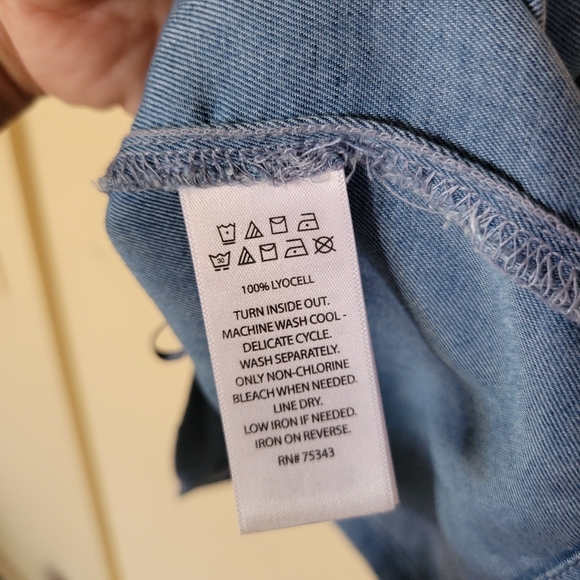 30
100% LYOCELL
TURN INSIDE OUT.
MACHINE WASH COOL -
DELICATE CYCLE.
WASH SEPARATELY.
ONLY NON-CHLORINE
BLEACH WHEN NEEDED.
LINE DRY.
LOW IRON IF NEEDED.
IRON ON REVERSE.
RN# 75343